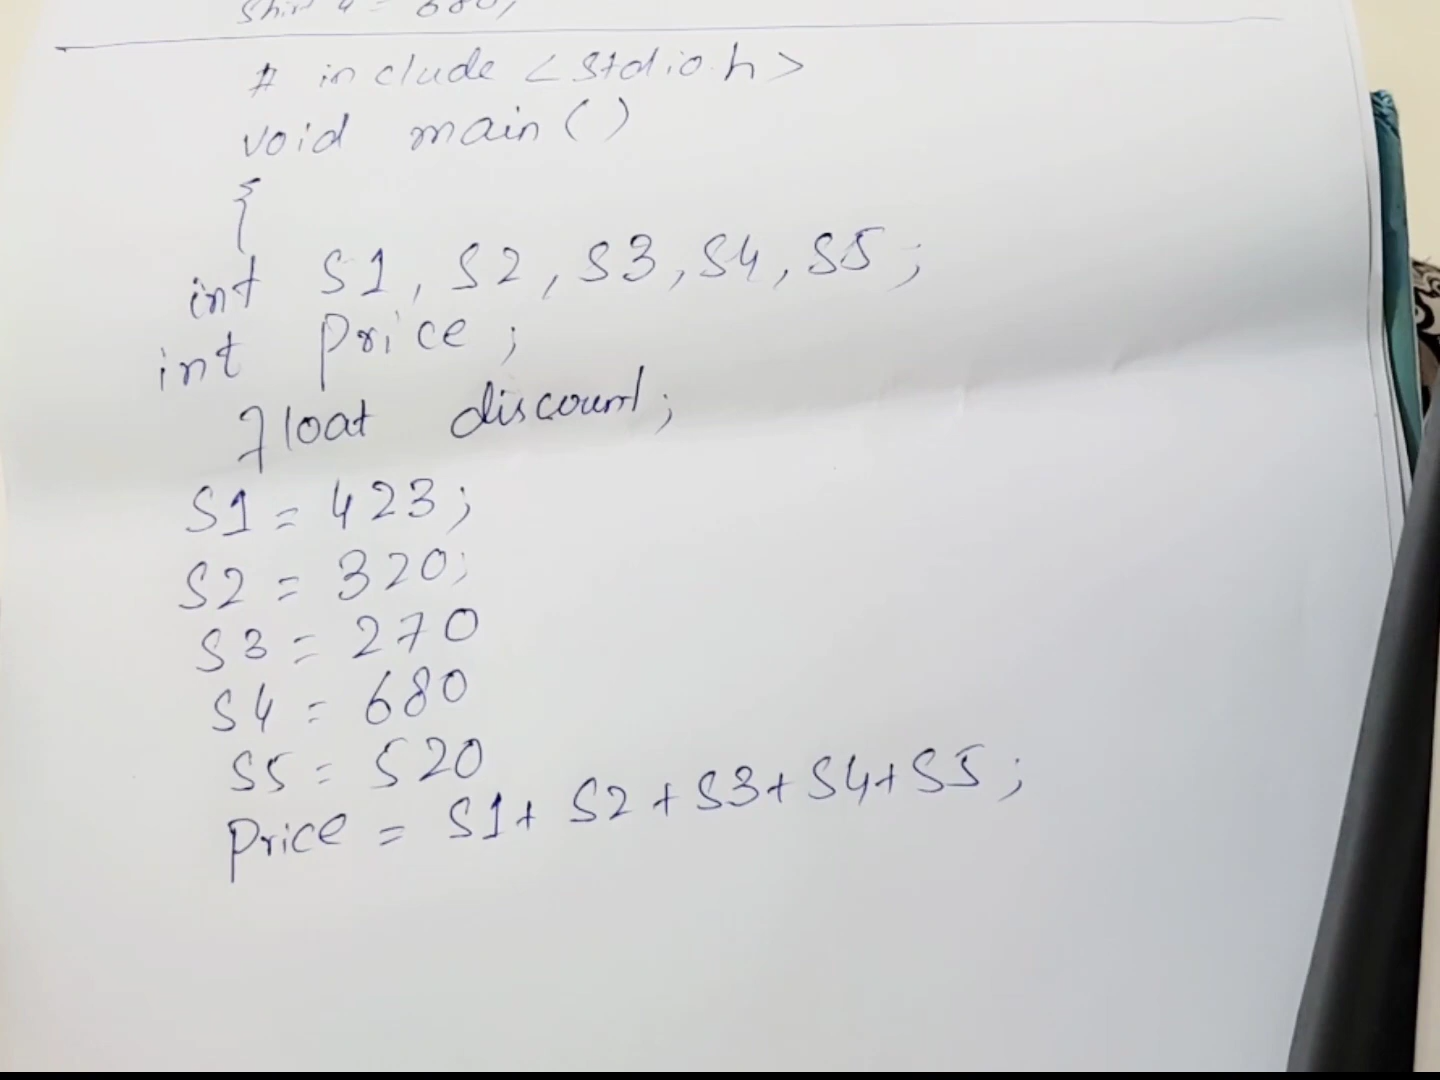 # include <stdio.h>
void main()
{
int S1, S2, S3, S4, S5;
int Price;
float discount;
S1 = 423;
S2 = 320;
S3 = 270
S4 = 680
S5 = 520
Price = S1+ S2 + S3+ S4+ S5;